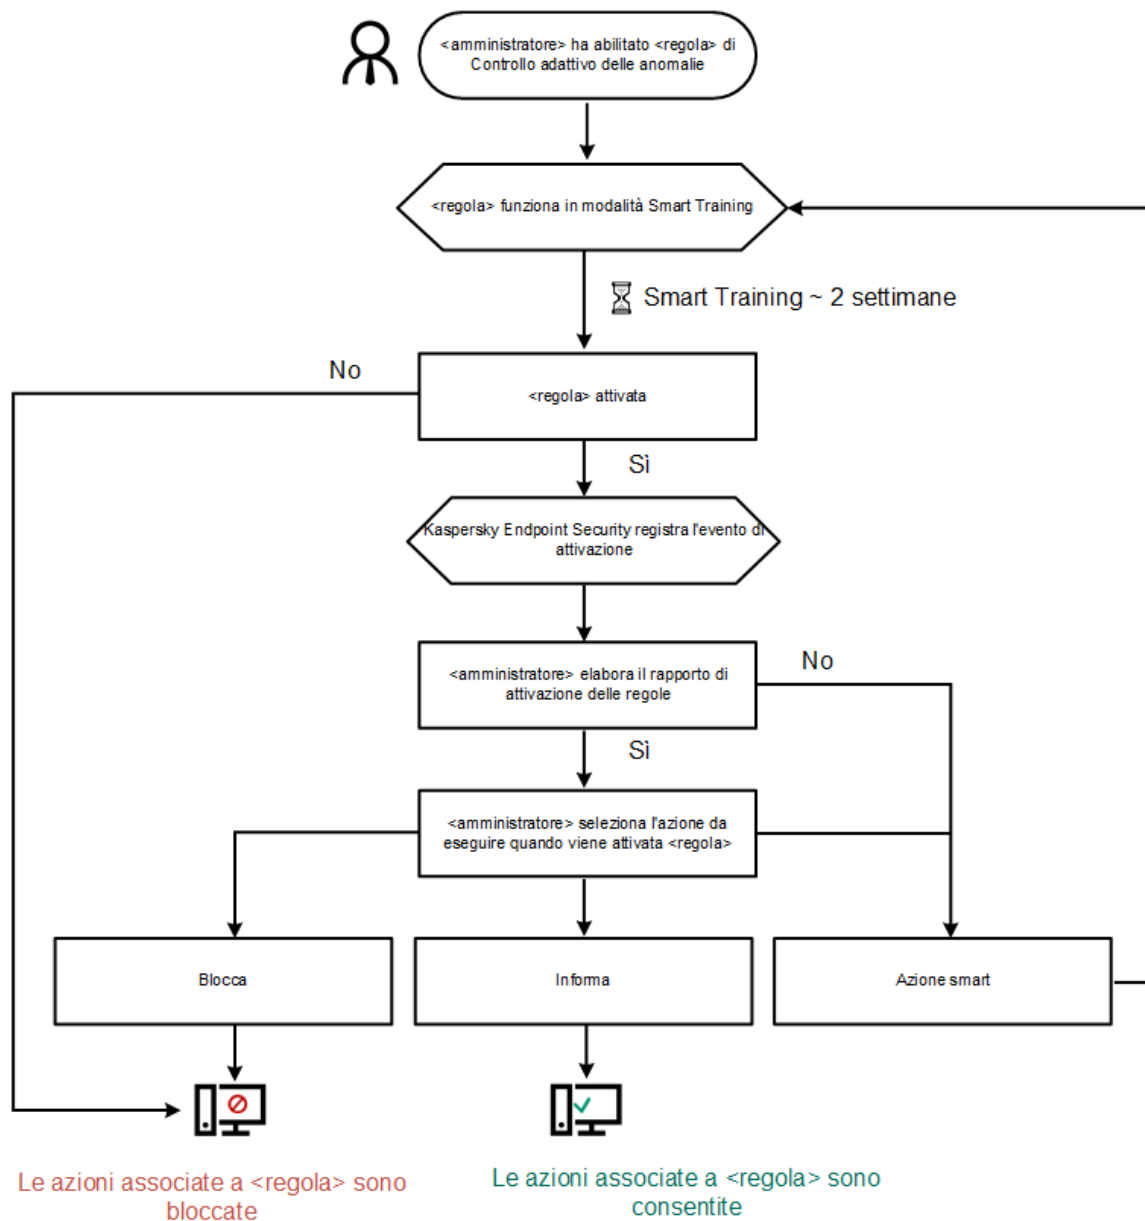 <amministratore> ha abilitato <regola> di
Controllo adattivo delle anomalie
<regola> funziona in modalità Smart Training
Smart Training ~ 2 settimane
No
<regola> attivata
Sì
Kaspersky Endpoint Security registra l'evento di
attivazione
<amministratore> elabora il rapporto di
attivazione delle regole
No
Sì
<amministratore> seleziona l'azione da
eseguire quando viene attivata <regola>
Blocca
Informa
Azione smart
Le azioni associate a <regola> sono
bloccate
Le azioni associate a <regola> sono
consentite